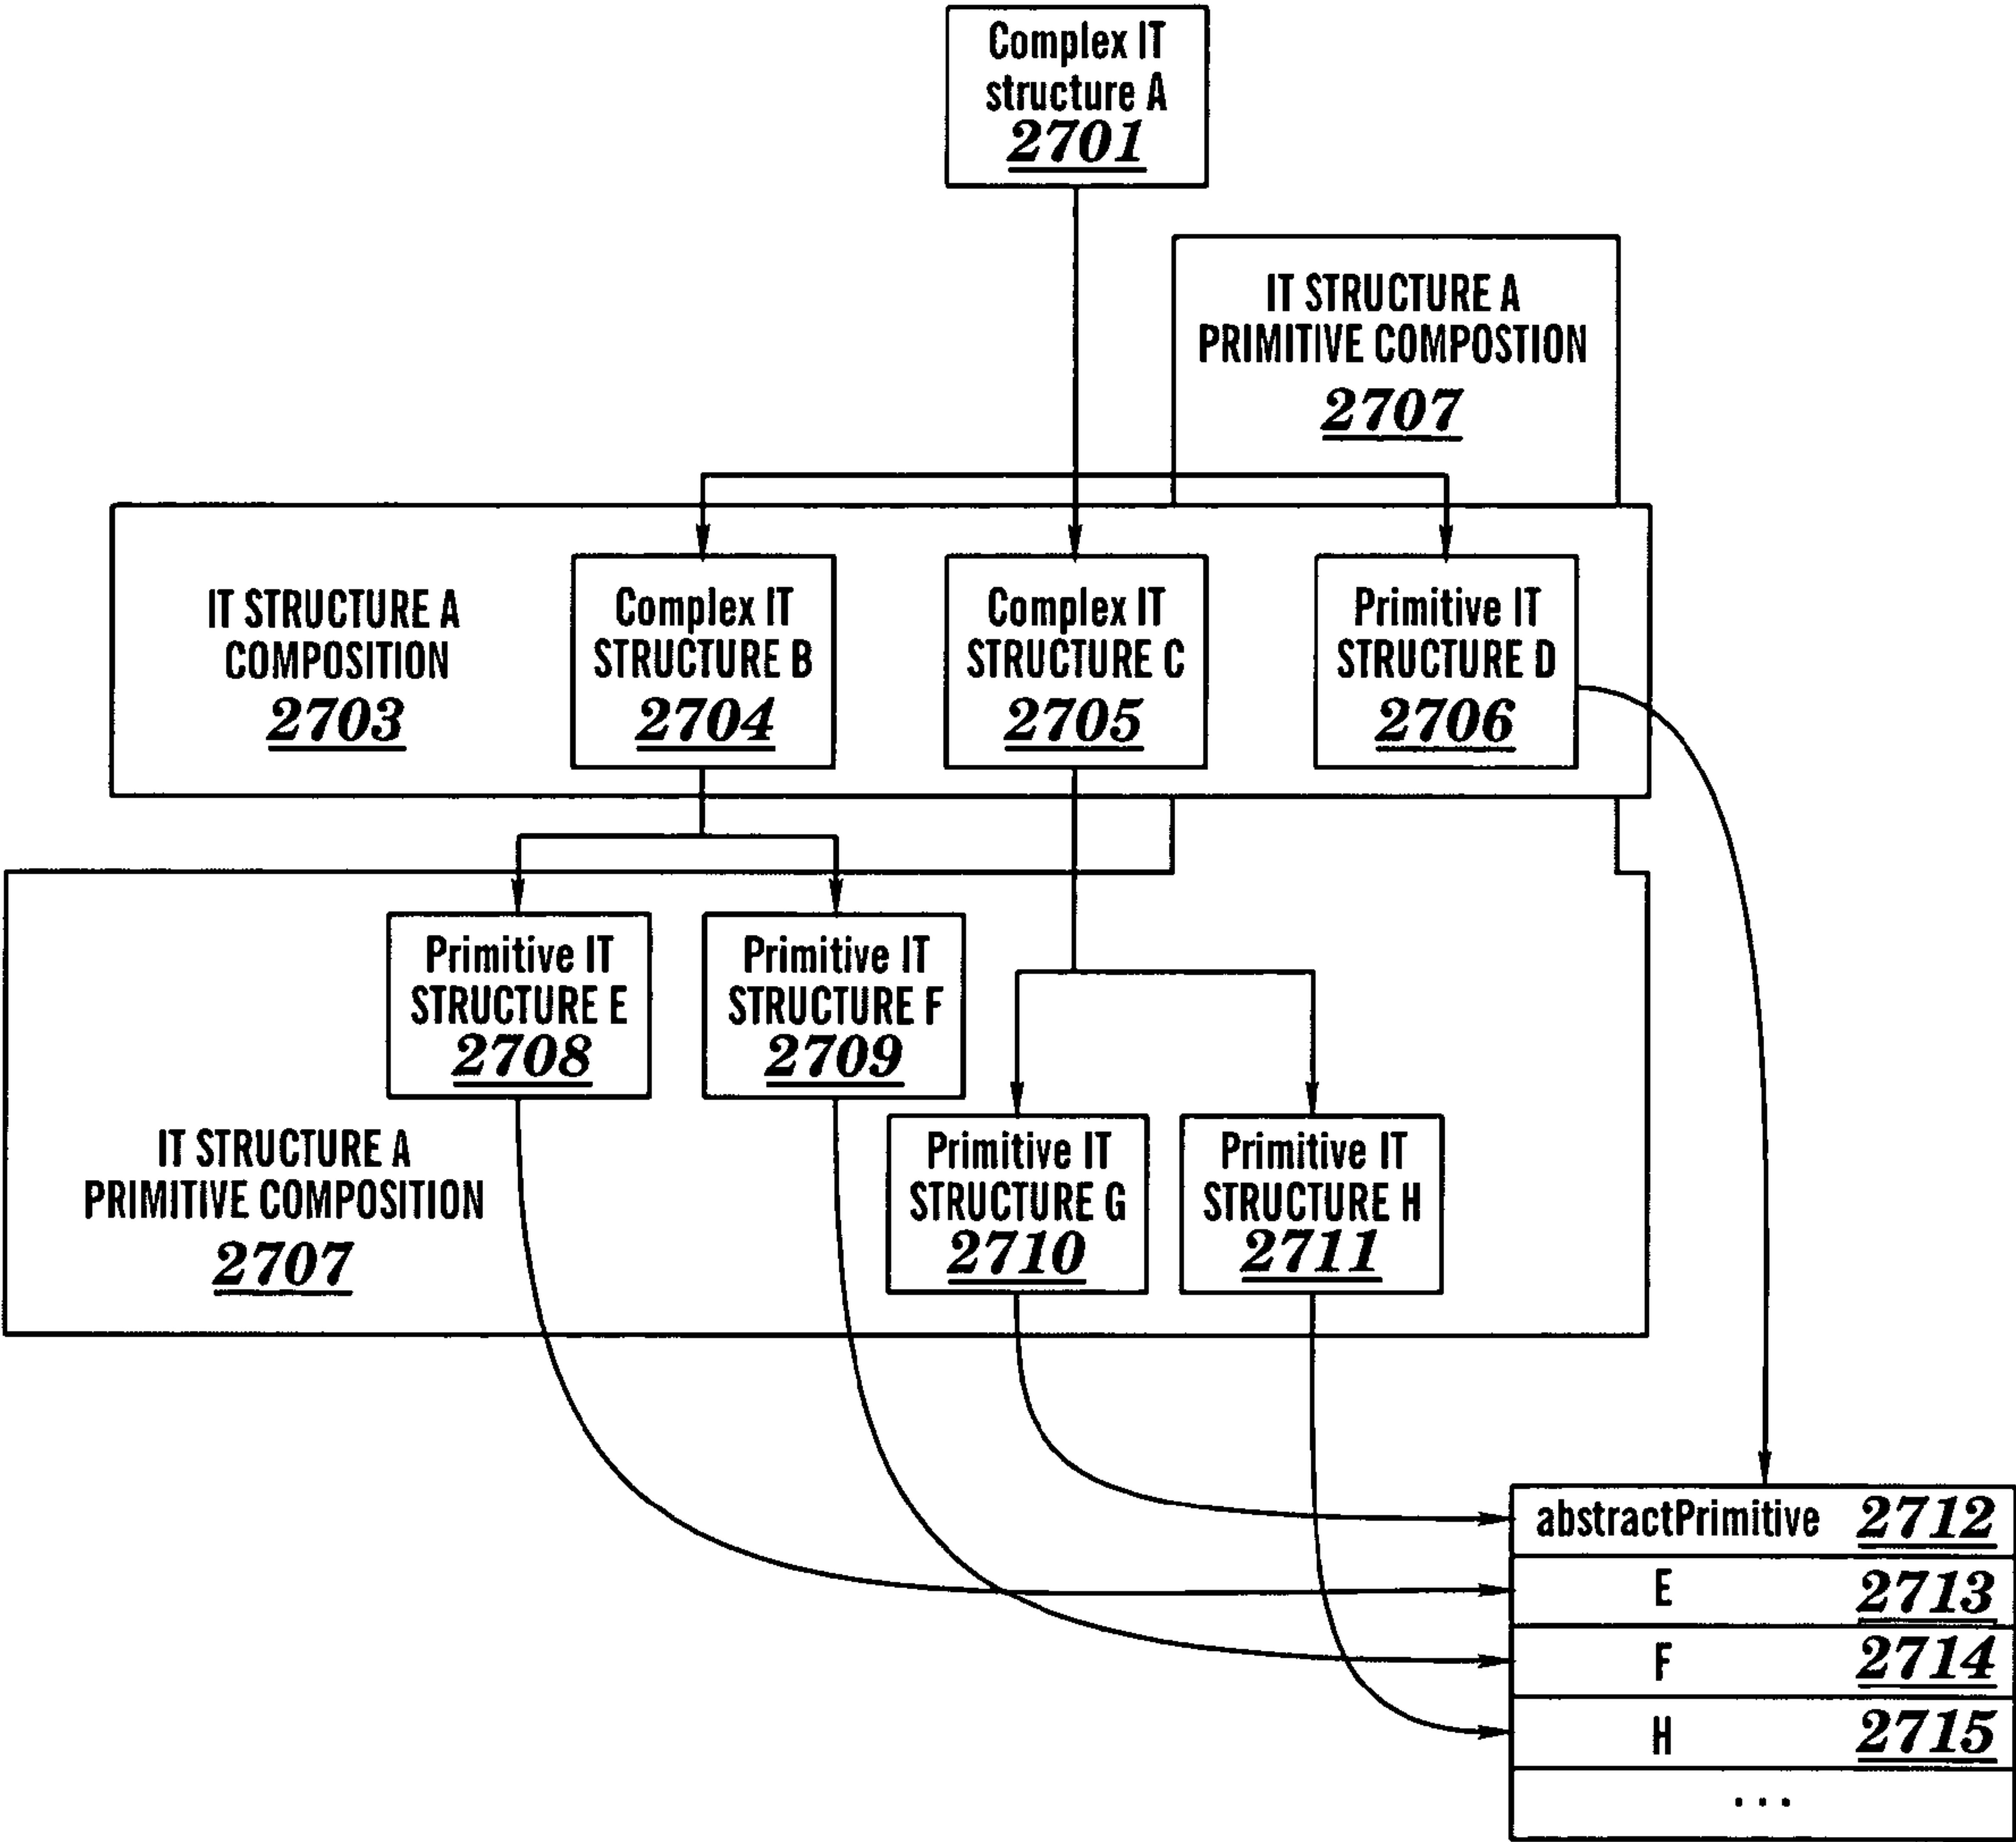 Complex IT
structure A
2701
IT STRUCTURE A
PRIMITIVE COMPOSTION
2707
IT STRUCTURE A
COMPOSITION
2703
Complex IT
STRUCTURE B
2704
Complex IT
STRUCTURE C
2705
Primitive IT
STRUCTURE D
2706
Primitive IT
STRUCTURE E
2708
Primitive IT
STRUCTURE F
2709
IT STRUCTURE A
PRIMITIVE COMPOSITION
2707
Primitive IT
STRUCTURE G
2710
Primitive IT
STRUCTURE H
2711
abstractPrimitive 2712
E 2713
F 2714
H 2715
...